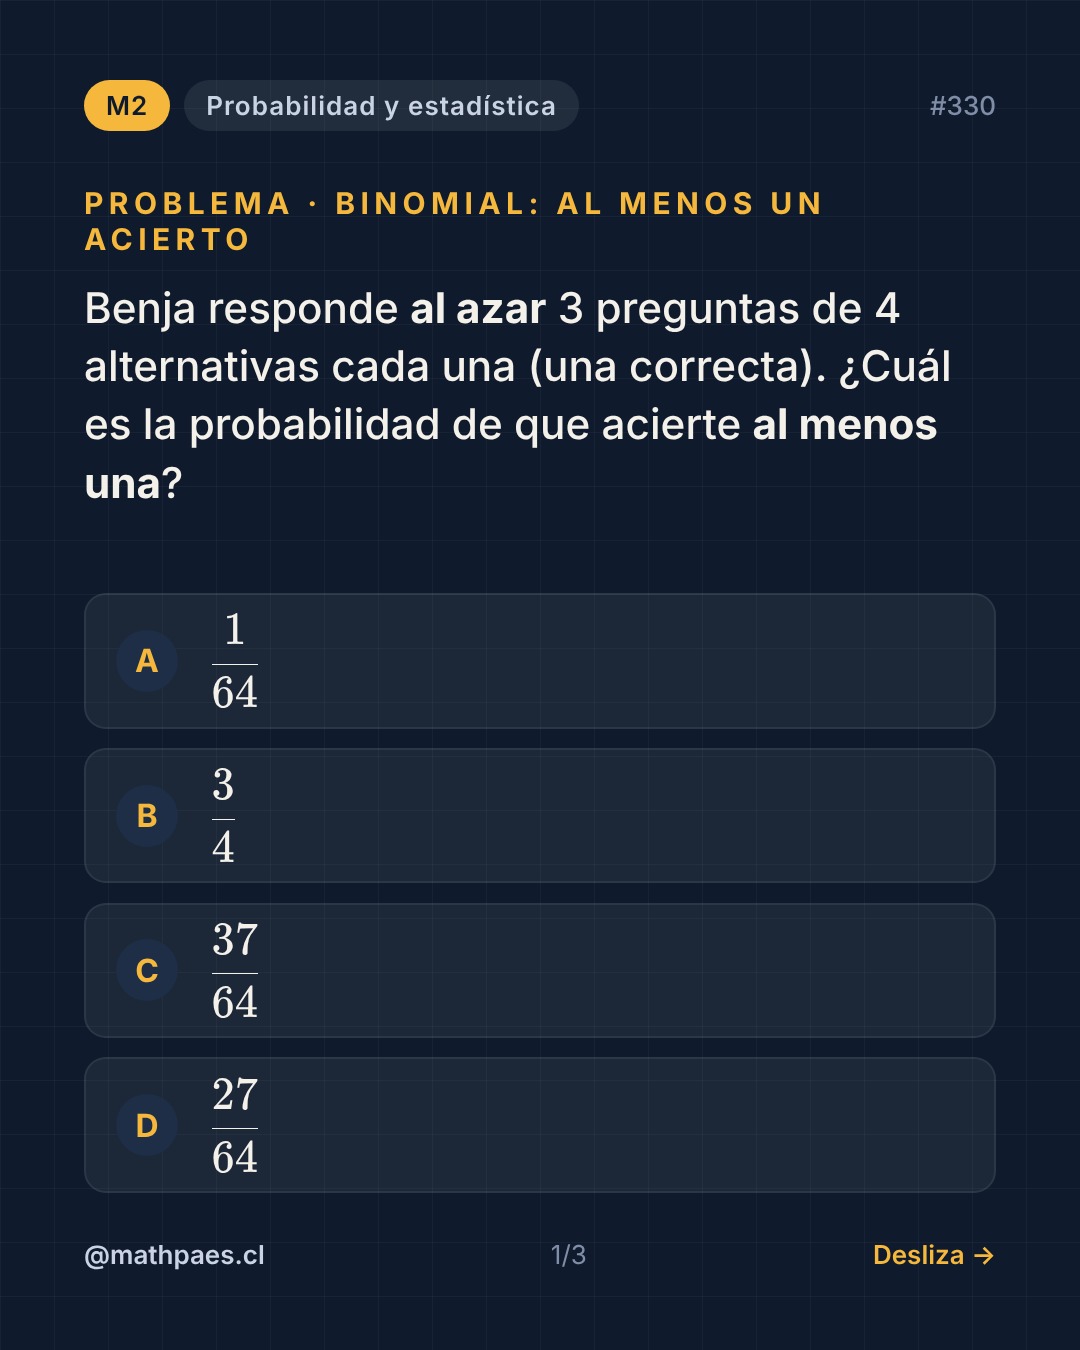 M2 Probabilidad y estadística #330
PROBLEMA · BINOMIAL: AL MENOS UN
ACIERTO
Benja responde al azar 3 preguntas de 4
alternativas cada una (una correcta). ¿Cuál
es la probabilidad de que acierte al menos
una?
A 1/64
B 3/4
C 37/64
D 27/64
@mathpaes.cl 1/3 Desliza →